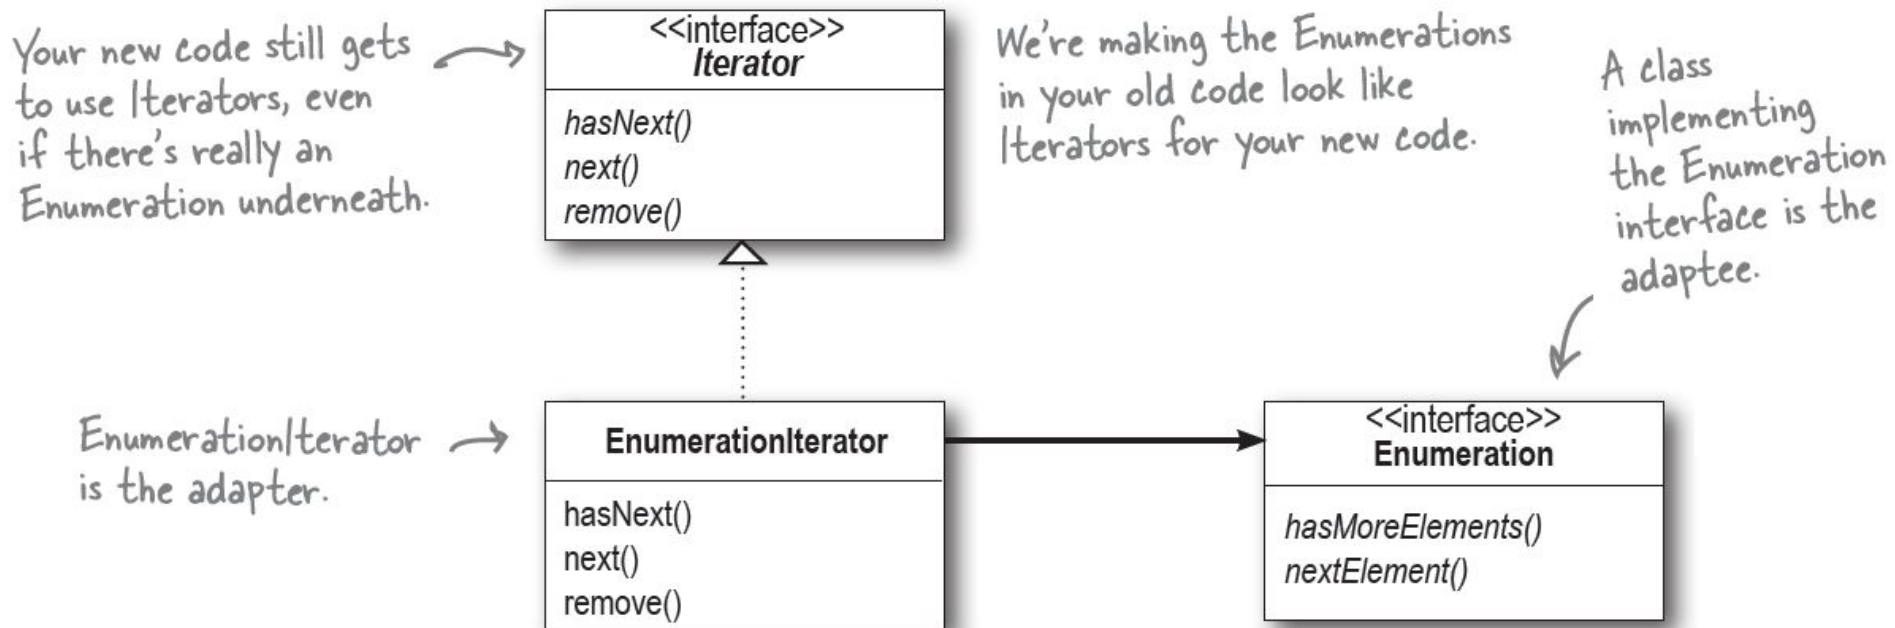 Your new code still gets
to use Iterators, even
if there's really an
Enumeration underneath.
<<interface>>
Iterator
hasNext()
next()
remove()
We're making the Enumerations
in your old code look like
Iterators for your new code.
A class
implementing
the Enumeration
interface is the
adaptee.
EnumerationIterator
is the adapter.
EnumerationIterator
hasNext()
next()
remove()
<<interface>>
Enumeration
hasMoreElements()
nextElement()